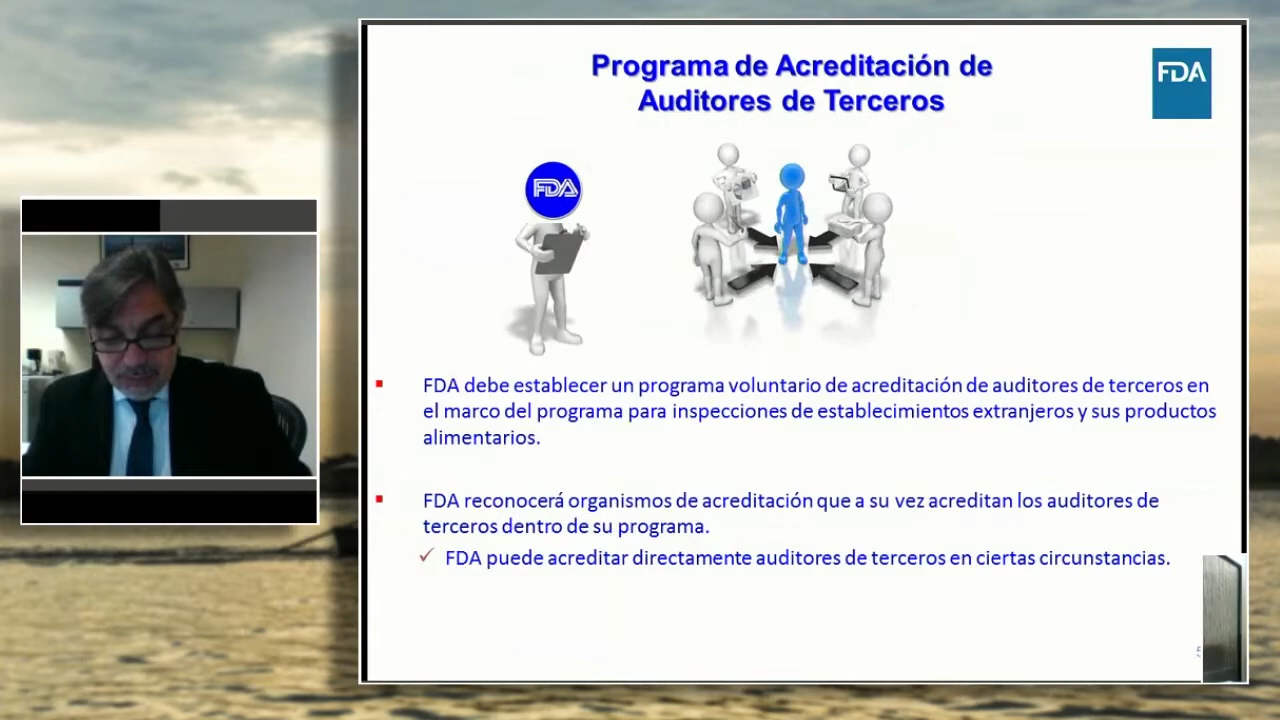 Programa de Acreditación de
Auditores de Terceros
FDA
FDA
FDA debe establecer un programa voluntario de acreditación de auditores de terceros en
el marco del programa para inspecciones de establecimientos extranjeros y sus productos
alimentarios.
FDA reconocerá organismos de acreditación que a su vez acreditan los auditores de
terceros dentro de su programa.
FDA puede acreditar directamente auditores de terceros en ciertas circunstancias.